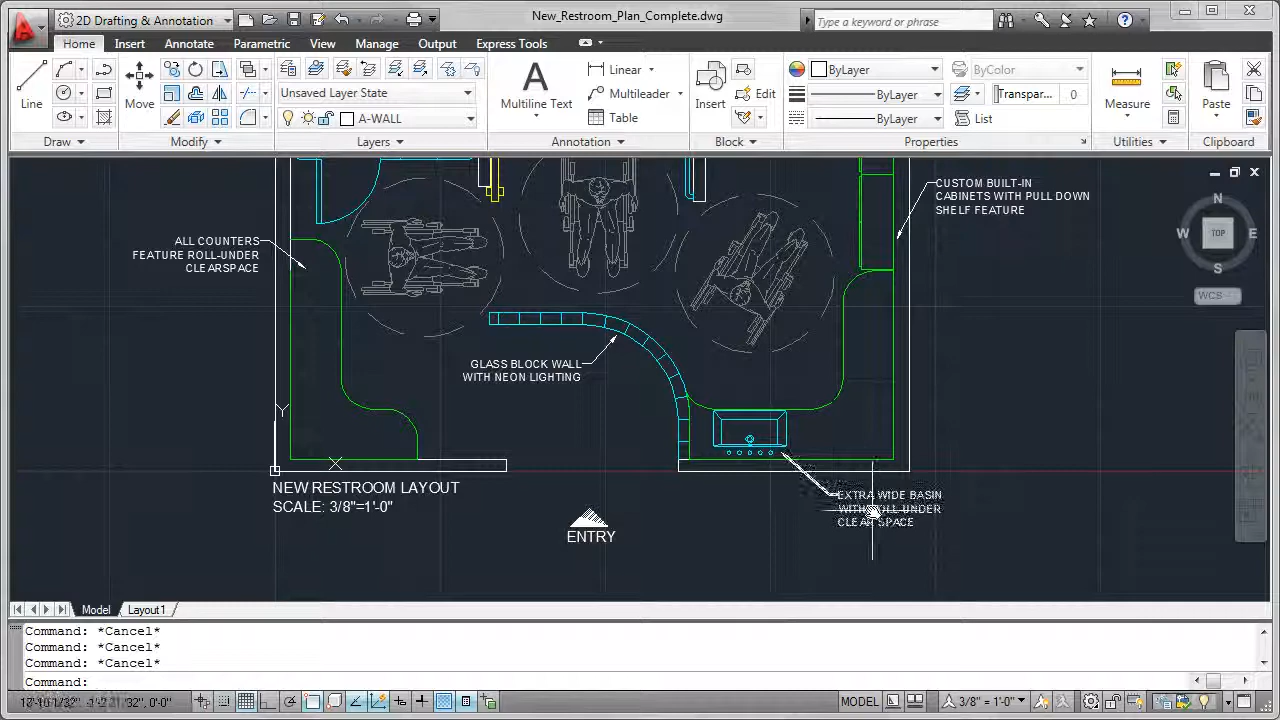 2D Drafting & Annotation
New_Restroom_Plan_Complete.dwg
Type a keyword or phrase
Home Insert Annotate Parametric View Manage Output Express Tools
Line
Move
Unsaved Layer State
A-WALL
Multiline Text
Linear
Multileader
Table
Insert
Edit
ByLayer
ByLayer
ByLayer
ByColor
Transpar... 0
List
Measure
Paste
Draw Modify Layers Annotation Block Properties Utilities Clipboard
CUSTOM BUILT-IN
CABINETS WITH PULL DOWN
SHELF FEATURE
N
W TOP E
S
WCS
ALL COUNTERS
FEATURE ROLL-UNDER
CLEARSPACE
GLASS BLOCK WALL
WITH NEON LIGHTING
Y
X
NEW RESTROOM LAYOUT
SCALE: 3/8"=1'-0"
ENTRY
EXTRA WIDE BASIN
WITH ROLL-UNDER
CLEAR SPACE
Model Layout1
Command: *Cancel*
Command: *Cancel*
Command: *Cancel*
Command:
MODEL
3/8" = 1'-0"